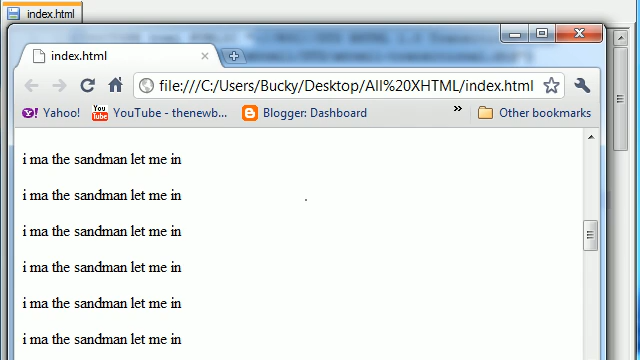 index.html
index.html
file:///C:/Users/Bucky/Desktop/All%20XHTML/index.html
Yahoo!
You Tube YouTube - thenewb...
Blogger: Dashboard
»
Other bookmarks
i ma the sandman let me in
i ma the sandman let me in
i ma the sandman let me in
i ma the sandman let me in
i ma the sandman let me in
i ma the sandman let me in